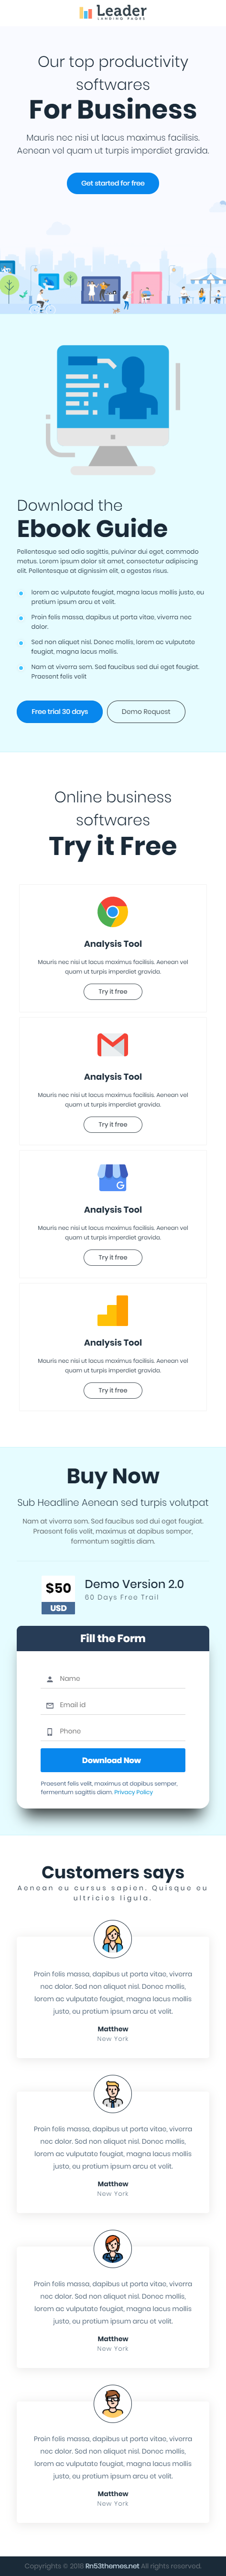 Leader
LANDING PAGES
Our top productivity
softwares
For Business
Mauris nec nisi ut lacus maximus facilisis.
Aenean vel quam ut turpis imperdiet gravida.
Get started for free
Download the
Ebook Guide
Pellentesque sed odio sagittis, pulvinar dui eget, commodo
metus. Lorem ipsum dolor sit amet, consectetur adipiscing
elit. Pellentesque at dignissim elit, a egestas risus.
lorem ac vulputate feugiat, magna lacus mollis justo, eu
pretium ipsum arcu et velit.
Proin felis massa, dapibus ut porta vitae, viverra nec
dolor.
Sed non aliquet nisl. Donec mollis, lorem ac vulputate
feugiat, magna lacus mollis.
Nam at viverra sem. Sed faucibus sed dui eget feugiat.
Praesent felis velit
Free trial 30 days
Demo Request
Online business
softwares
Try it Free
Analysis Tool
Mauris nec nisi ut lacus maximus facilisis. Aenean vel
quam ut turpis imperdiet gravida.
Try it free
Analysis Tool
Mauris nec nisi ut lacus maximus facilisis. Aenean vel
quam ut turpis imperdiet gravida.
Try it free
G
Analysis Tool
Mauris nec nisi ut lacus maximus facilisis. Aenean vel
quam ut turpis imperdiet gravida.
Try it free
Analysis Tool
Mauris nec nisi ut lacus maximus facilisis. Aenean vel
quam ut turpis imperdiet gravida.
Try it free
Buy Now
Sub Headline Aenean sed turpis volutpat
Nam at viverra sem. Sed faucibus sed dui eget feugiat.
Praesent felis velit, maximus at dapibus semper,
fermentum sagittis diam.
$50
USD
Demo Version 2.0
60 Days Free Trail
Fill the Form
Name
Email id
Phone
Download Now
Praesent felis velit, maximus at dapibus semper,
fermentum sagittis diam. Privacy Policy
Customers says
Aenean eu cursus sapien. Quisque eu
ultricies ligula.
Proin felis massa, dapibus ut porta vitae, viverra
nec dolor. Sed non aliquet nisl. Donec mollis,
lorem ac vulputate feugiat, magna lacus mollis
justo, eu pretium ipsum arcu et velit.
Matthew
New York
Proin felis massa, dapibus ut porta vitae, viverra
nec dolor. Sed non aliquet nisl. Donec mollis,
lorem ac vulputate feugiat, magna lacus mollis
justo, eu pretium ipsum arcu et velit.
Matthew
New York
Proin felis massa, dapibus ut porta vitae, viverra
nec dolor. Sed non aliquet nisl. Donec mollis,
lorem ac vulputate feugiat, magna lacus mollis
justo, eu pretium ipsum arcu et velit.
Matthew
New York
Proin felis massa, dapibus ut porta vitae, viverra
nec dolor. Sed non aliquet nisl. Donec mollis,
lorem ac vulputate feugiat, magna lacus mollis
justo, eu pretium ipsum arcu et velit.
Matthew
New York
Copyrights © 2018 Rn53themes.net All rights reserved.